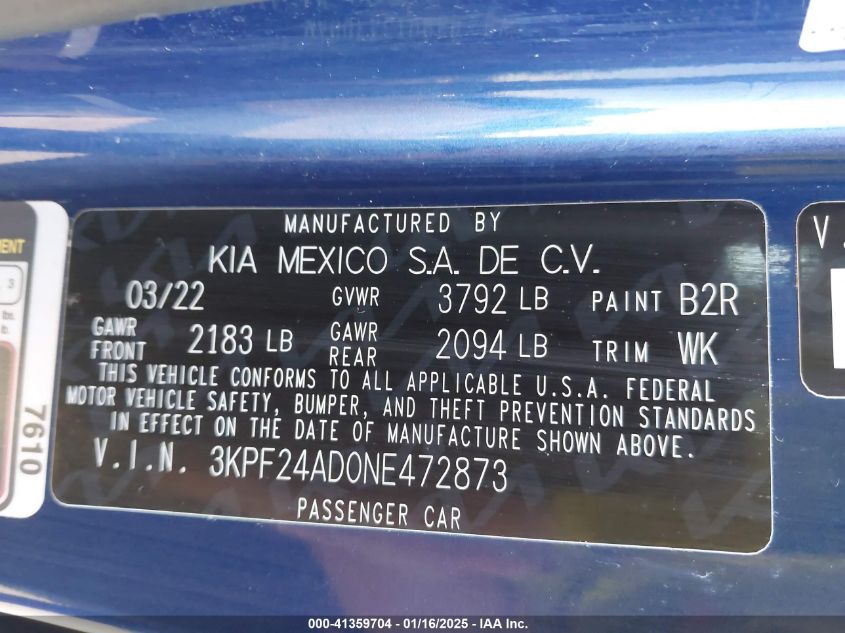 MANUFACTURED BY
KIA MEXICO S.A. DE C.V.
03/22 GVWR 3792 LB PAINT B2R
GAWR FRONT 2183 LB GAWR REAR 2094 LB TRIM WK
THIS VEHICLE CONFORMS TO ALL APPLICABLE U.S.A. FEDERAL
MOTOR VEHICLE SAFETY, BUMPER, AND THEFT PREVENTION STANDARDS
IN EFFECT ON THE DATE OF MANUFACTURE SHOWN ABOVE.
V.I.N. 3KPF24AD0NE472873
PASSENGER CAR
7610
V.
000-41359704 - 01/16/2025 - IAA Inc.